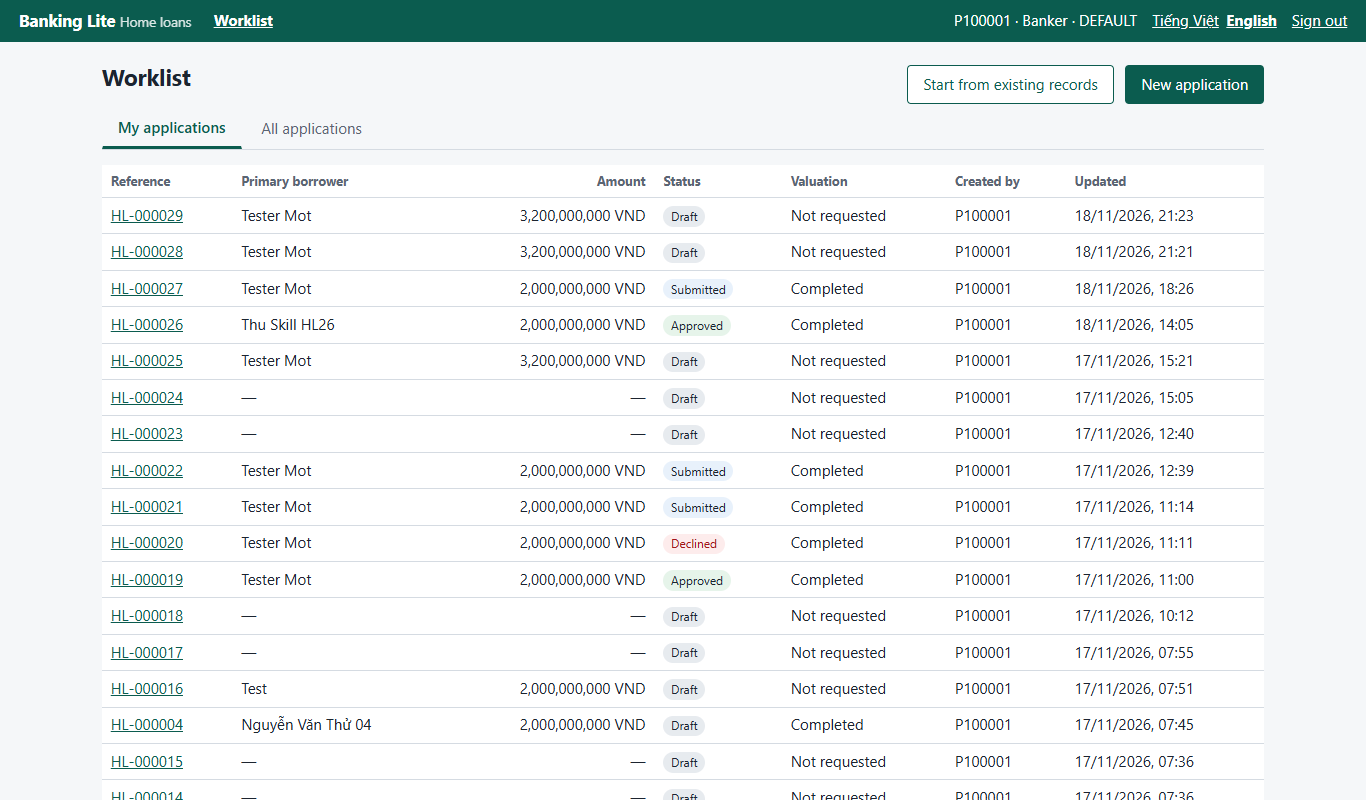 Banking Lite Home loans Worklist P100001 · Banker · DEFAULT Tiếng Việt English Sign out
Worklist Start from existing records New application
My applications All applications
Reference Primary borrower Amount Status Valuation Created by Updated
HL-000029 Tester Mot 3,200,000,000 VND Draft Not requested P100001 18/11/2026, 21:23
HL-000028 Tester Mot 3,200,000,000 VND Draft Not requested P100001 18/11/2026, 21:21
HL-000027 Tester Mot 2,000,000,000 VND Submitted Completed P100001 18/11/2026, 18:26
HL-000026 Thu Skill HL26 2,000,000,000 VND Approved Completed P100001 18/11/2026, 14:05
HL-000025 Tester Mot 3,200,000,000 VND Draft Not requested P100001 17/11/2026, 15:21
HL-000024 — — Draft Not requested P100001 17/11/2026, 15:05
HL-000023 — — Draft Not requested P100001 17/11/2026, 12:40
HL-000022 Tester Mot 2,000,000,000 VND Submitted Completed P100001 17/11/2026, 12:39
HL-000021 Tester Mot 2,000,000,000 VND Submitted Completed P100001 17/11/2026, 11:14
HL-000020 Tester Mot 2,000,000,000 VND Declined Completed P100001 17/11/2026, 11:11
HL-000019 Tester Mot 2,000,000,000 VND Approved Completed P100001 17/11/2026, 11:00
HL-000018 — — Draft Not requested P100001 17/11/2026, 10:12
HL-000017 — — Draft Not requested P100001 17/11/2026, 07:55
HL-000016 Test 2,000,000,000 VND Draft Not requested P100001 17/11/2026, 07:51
HL-000004 Nguyễn Văn Thử 04 2,000,000,000 VND Draft Completed P100001 17/11/2026, 07:45
HL-000015 — — Draft Not requested P100001 17/11/2026, 07:36
HL-000014 — — Draft Not requested P100001 17/11/2026, 07:36